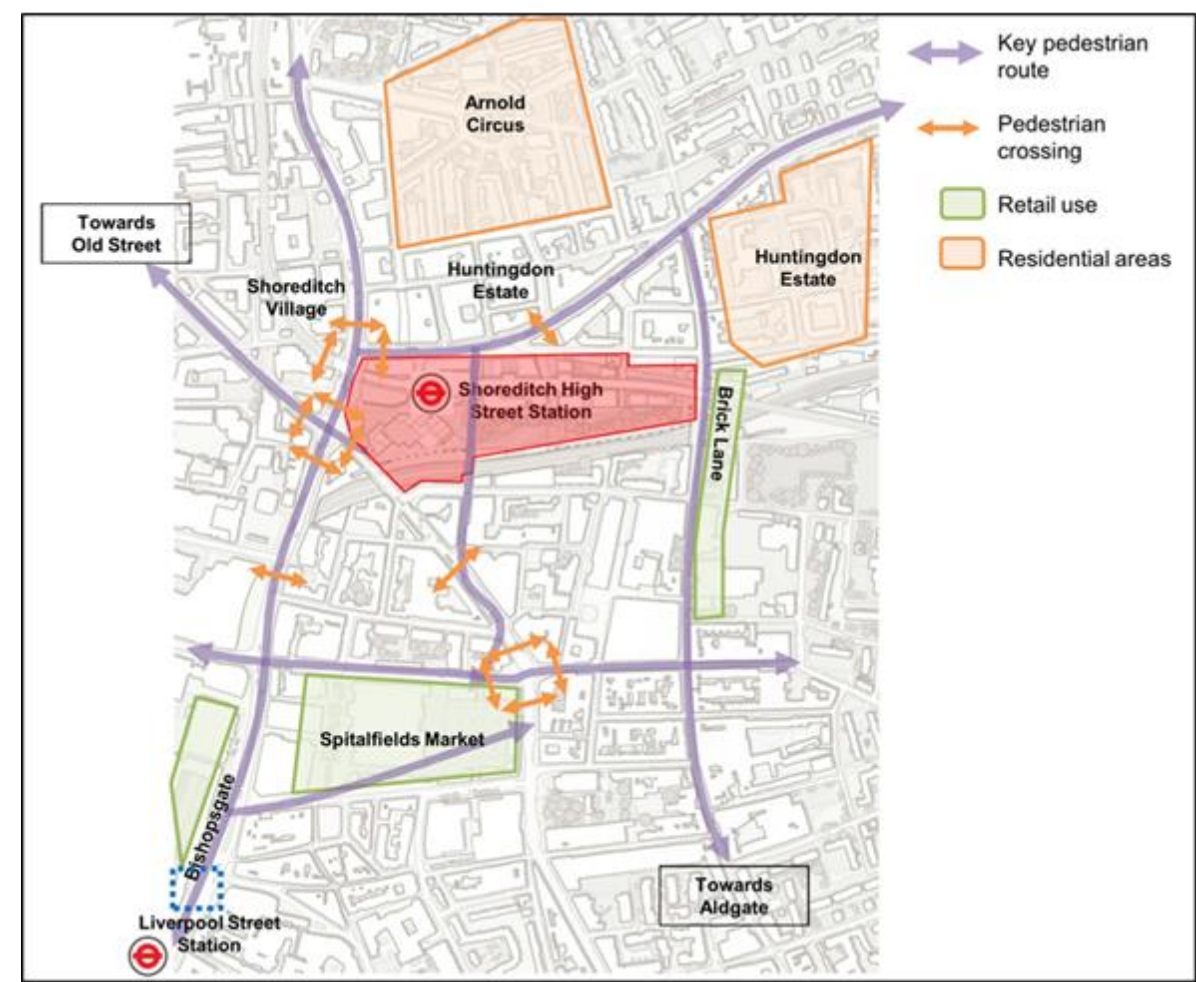 Key pedestrian
route
Arnold
Circus
Pedestrian
crossing
Retail use
Towards
Old Street
Residential areas
Huntingdon
Estate
Huntingdon
Estate
Shoreditch
Village
Shoreditch High
Street Station
Brick Lane
Spitalfields Market
Bishopsgate
Towards
Aldgate
Liverpool Street
Station